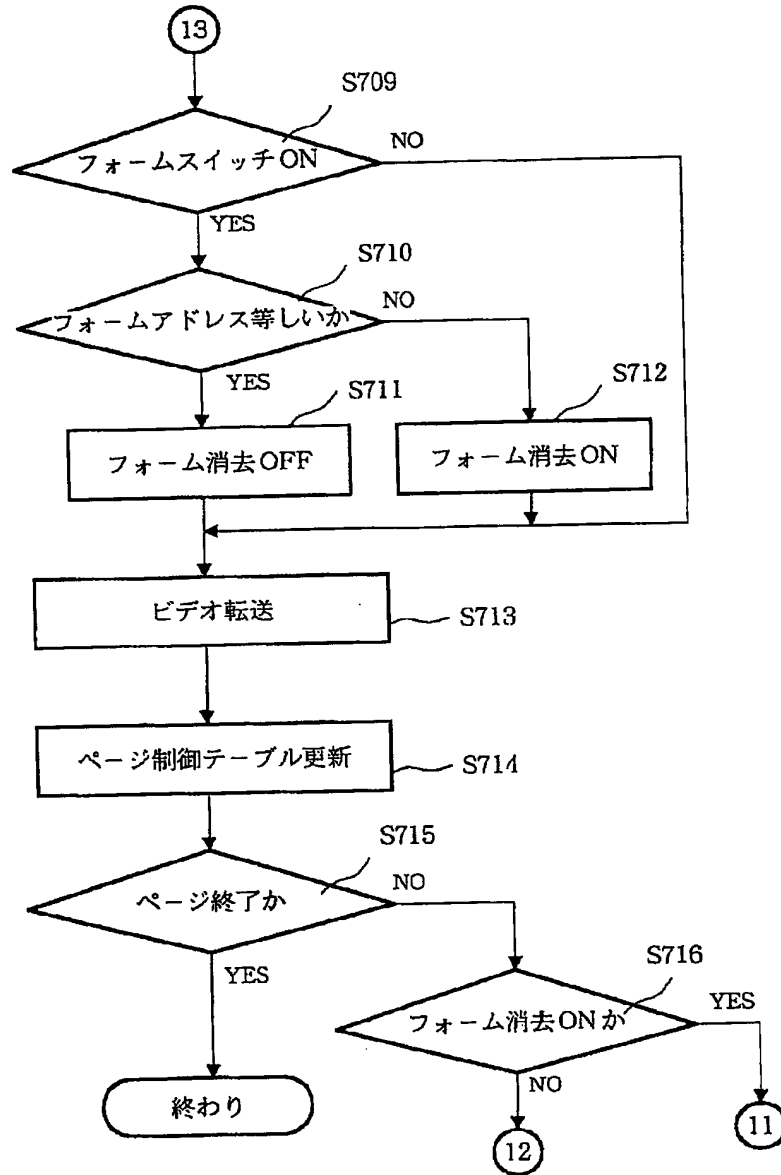 13
S709
フォームスイッチON
NO
YES
S710
フォームアドレス等しいか
NO
YES
S711
S712
フォーム消去OFF
フォーム消去ON
ビデオ転送
S713
ページ制御テーブル更新
S714
S715
ページ終了か
NO
YES
S716
フォーム消去ONか
YES
NO
終わり
12
11